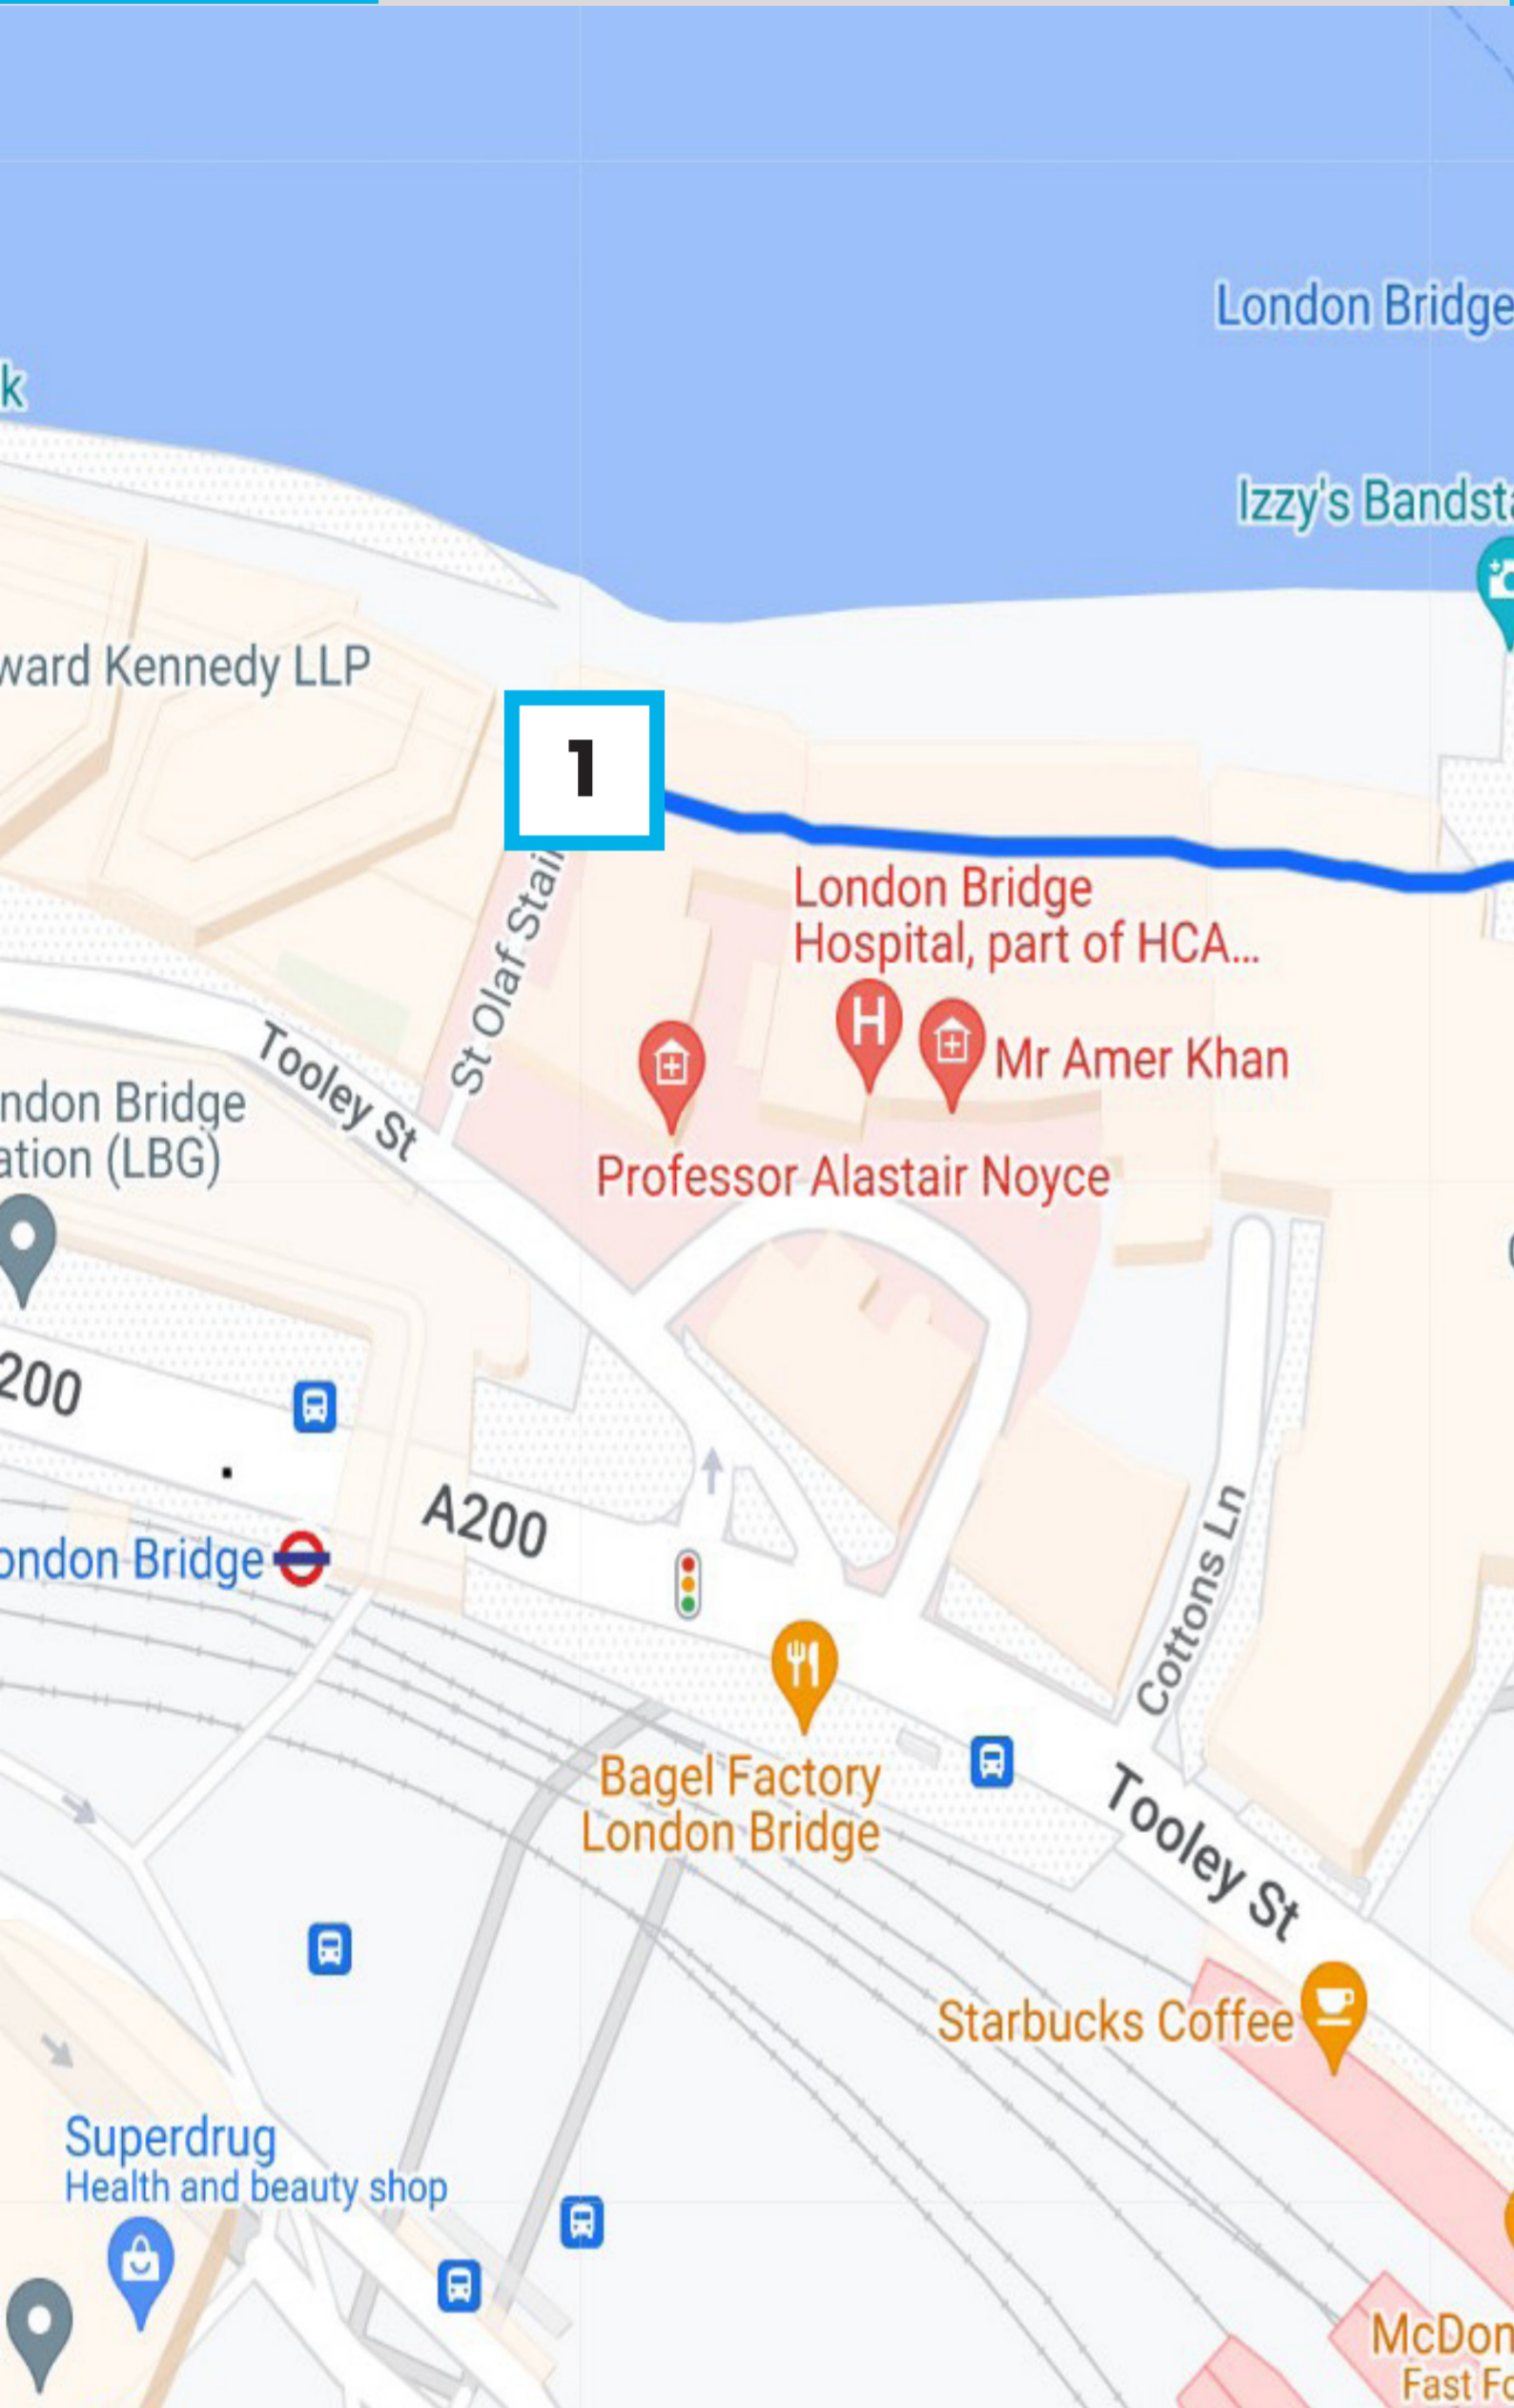 London Bridge
k
Izzy's Bandsta
ward Kennedy LLP
1
St Olaf Stair
London Bridge
Hospital, part of HCA...
H
Mr Amer Khan
Tooley St
ndon Bridge
ation (LBG)
Professor Alastair Noyce
200
A200
ondon Bridge
Cottons Ln
Bagel Factory
London Bridge
Tooley St
Starbucks Coffee
Superdrug
Health and beauty shop
McDon
Fast Fo